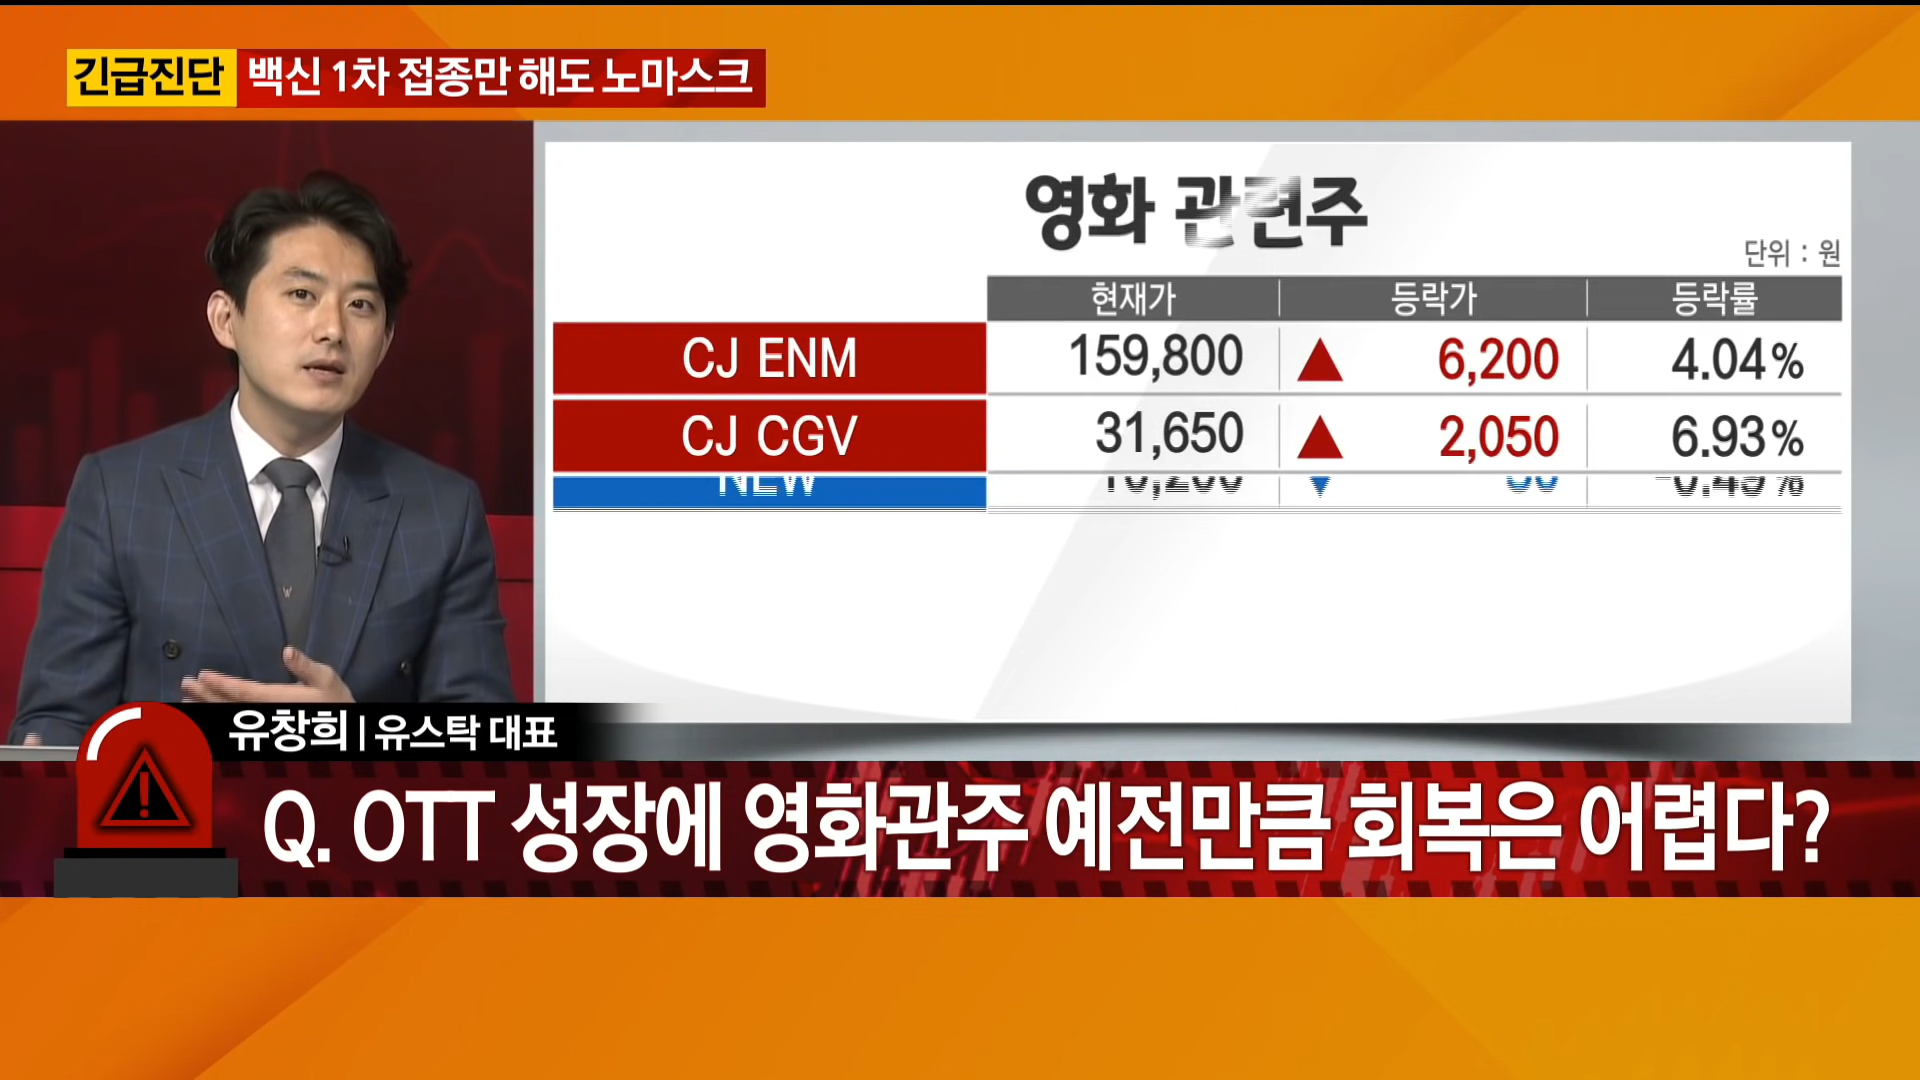 긴급진단 백신 1차 접종만 해도 노마스크
영화 관련주
단위 : 원
현재가 등락가 등락률
CJ ENM 159,800 ▲ 6,200 4.04%
CJ CGV 31,650 ▲ 2,050 6.93%
NEW ▼
유창희 | 유스탁 대표
Q. OTT 성장에 영화관주 예전만큼 회복은 어렵다?